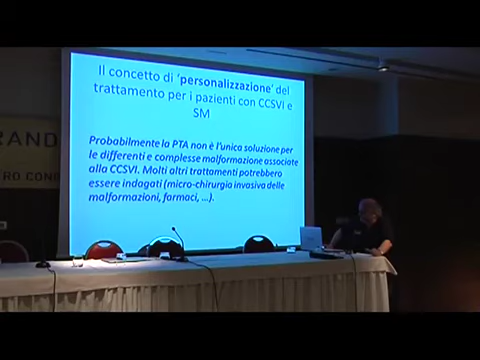 Il concetto di 'personalizzazione' del
trattamento per i pazienti con CCSVI e
SM
Probabilmente la PTA non è l'unica soluzione per
le differenti e complesse malformazione associate
alla CCSVI. Molti altri trattamenti potrebbero
essere indagati (micro-chirurgia invasiva delle
malformazioni, farmaci, ...).
RAND
RO CON